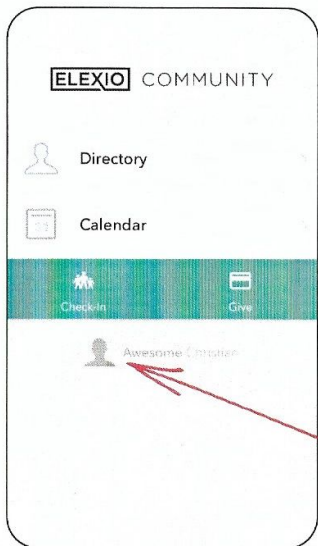 ELEXIO COMMUNITY
Directory
Calendar
Check-In Give
Awesome Christian